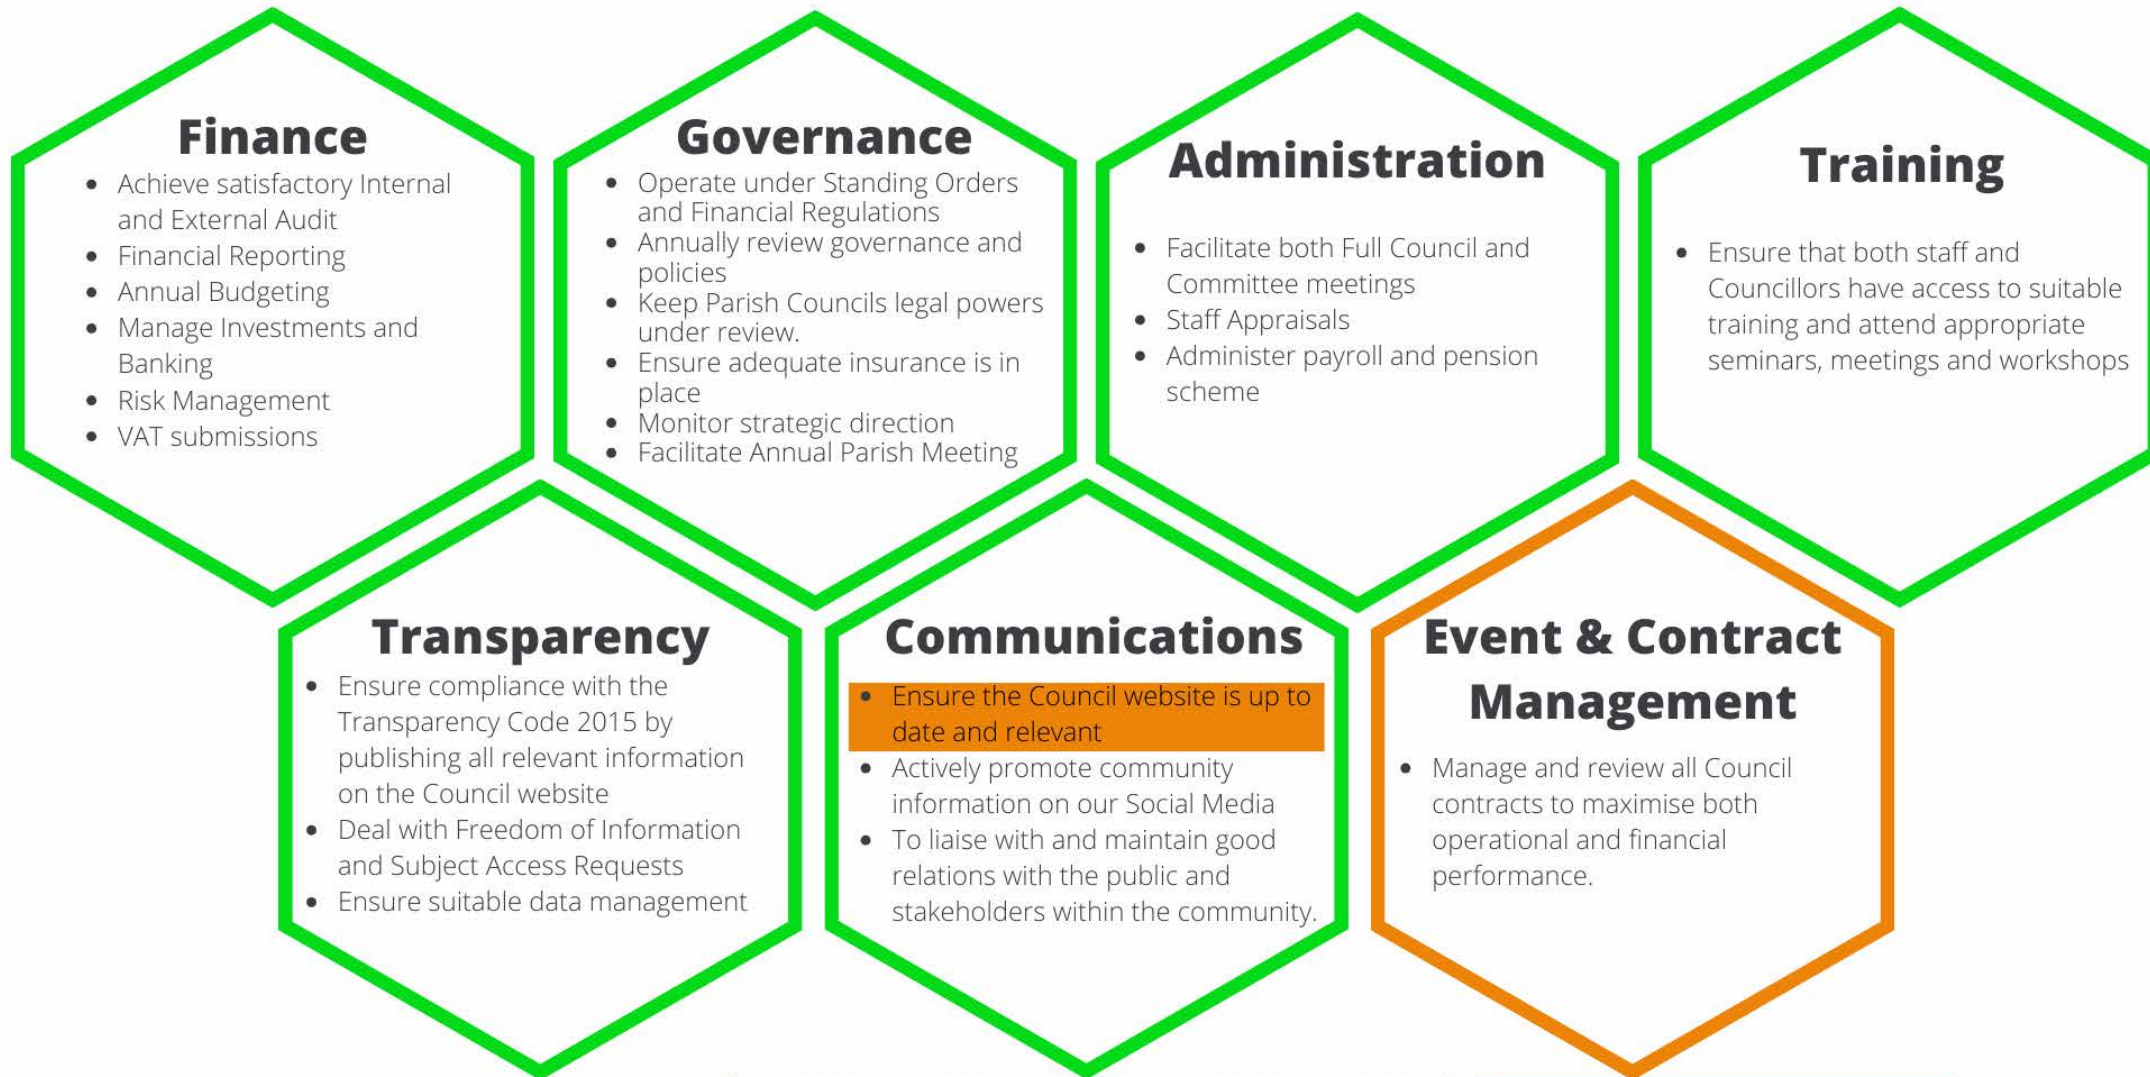 Finance
• Achieve satisfactory Internal
and External Audit
• Financial Reporting
• Annual Budgeting
• Manage Investments and
Banking
• Risk Management
• VAT submissions
Governance
• Operate under Standing Orders
and Financial Regulations
• Annually review governance and
policies
• Keep Parish Councils legal powers
under review.
• Ensure adequate insurance is in
place
• Monitor strategic direction
• Facilitate Annual Parish Meeting
Administration
• Facilitate both Full Council and
Committee meetings
• Staff Appraisals
• Administer payroll and pension
scheme
Training
• Ensure that both staff and
Councillors have access to suitable
training and attend appropriate
seminars, meetings and workshops
Transparency
• Ensure compliance with the
Transparency Code 2015 by
publishing all relevant information
on the Council website
• Deal with Freedom of Information
and Subject Access Requests
• Ensure suitable data management
Communications
• Ensure the Council website is up to
date and relevant
• Actively promote community
information on our Social Media
• To liaise with and maintain good
relations with the public and
stakeholders within the community.
Event & Contract
Management
• Manage and review all Council
contracts to maximise both
operational and financial
performance.